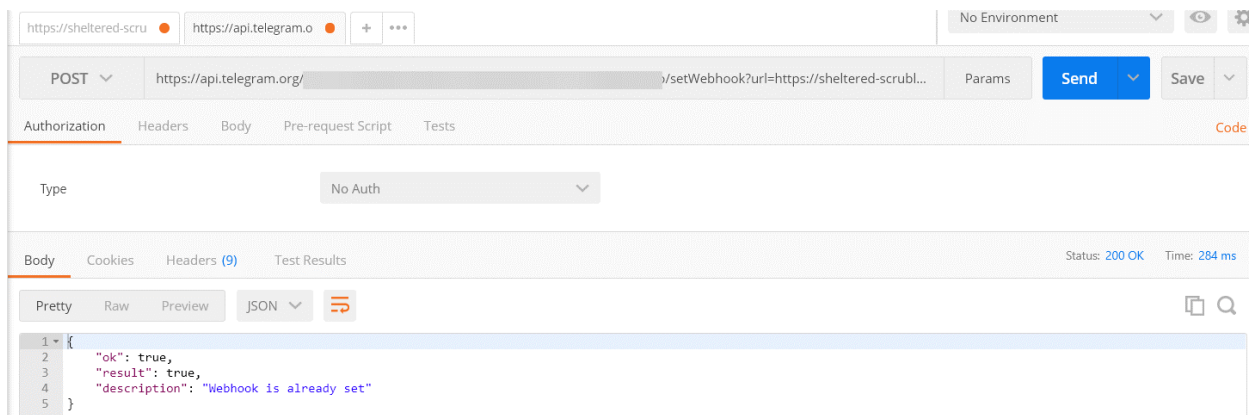 https://sheltered-scru
https://api.telegram.o
No Environment
POST
https://api.telegram.org/ /setWebhook?url=https://sheltered-scrubl...
Params
Send
Save
Authorization
Headers
Body
Pre-request Script
Tests
Code
Type
No Auth
Body
Cookies
Headers (9)
Test Results
Status: 200 OK
Time: 284 ms
Pretty
Raw
Preview
JSON
1 {
2 "ok": true,
3 "result": true,
4 "description": "Webhook is already set"
5 }